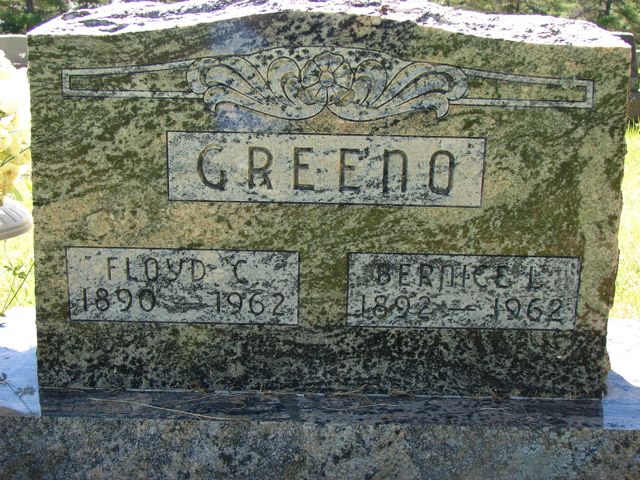 GREENO
FLOYD C.
1890 — 1962
BERNICE L.
1892 — 1962